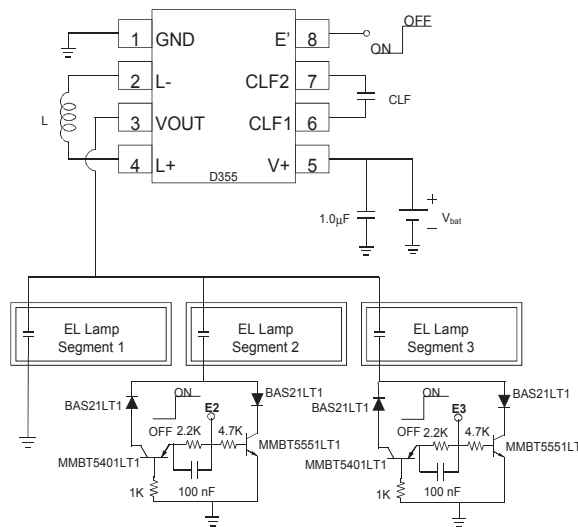 OFF
1 GND E' 8
ON
2 L- CLF2 7
CLF
L
3 VOUT CLF1 6
4 L+ V+ 5
D355
+
1.0µF
Vbat
–
EL Lamp
Segment 1
EL Lamp
Segment 2
EL Lamp
Segment 3
BAS21LT1
ON
E2
BAS21LT1
OFF
2.2K
4.7K
MMBT5551LT1
MMBT5401LT1
1K
100 nF
BAS21LT1
ON
E3
BAS21LT1
OFF
2.2K
4.7K
MMBT5551LT
MMBT5401LT1
1K
100 nF